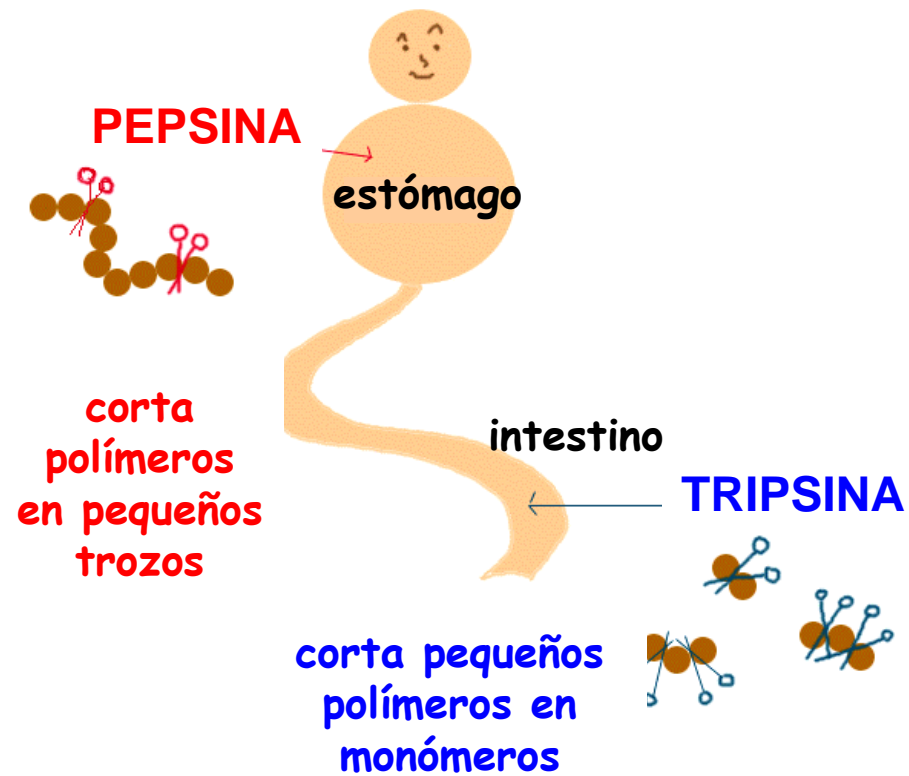 PEPSINA
estómago
corta
polímeros
en pequeños
trozos
intestino
TRIPSINA
corta pequeños
polímeros en
monómeros